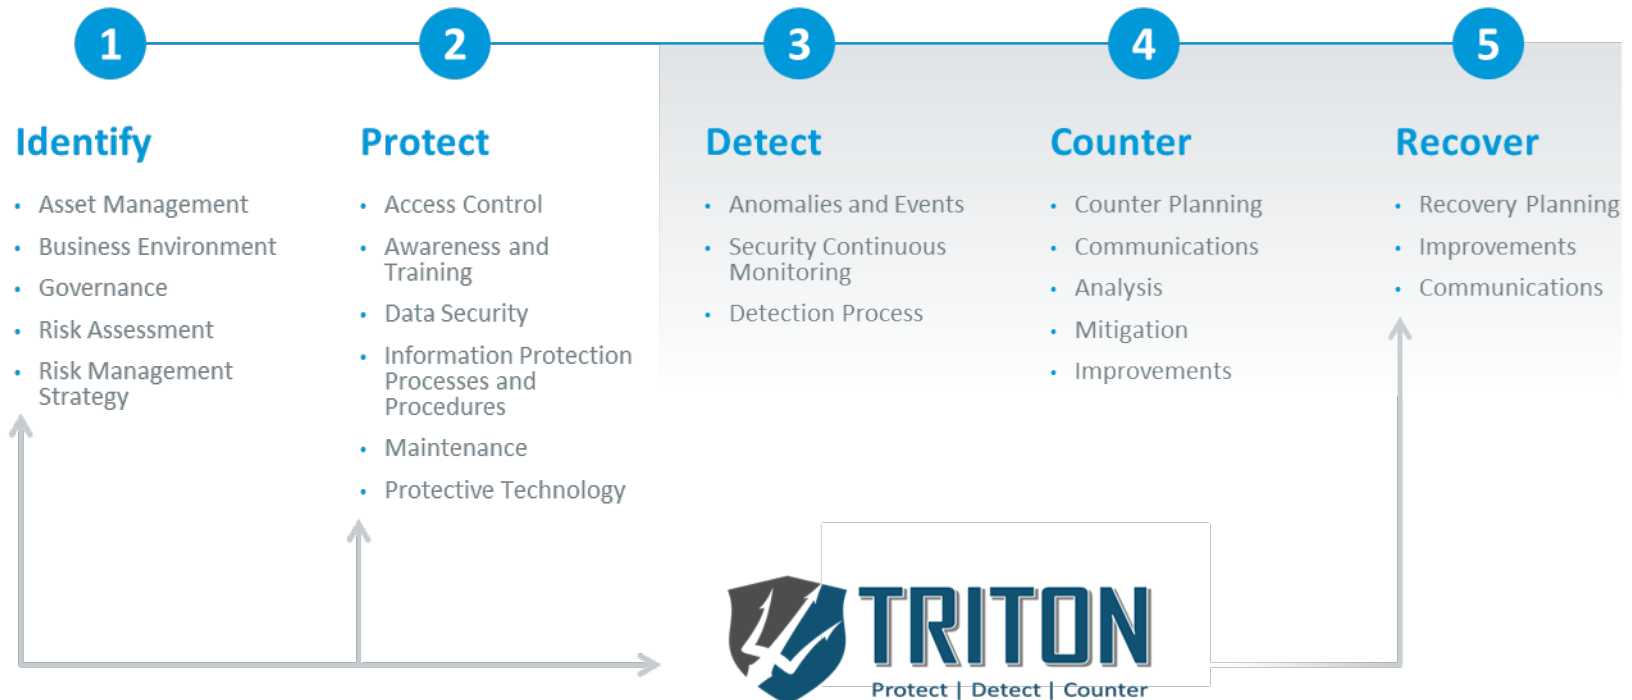 1
2
3
4
5
Identify
• Asset Management
• Business Environment
• Governance
• Risk Assessment
• Risk Management
Strategy
Protect
• Access Control
• Awareness and
Training
• Data Security
• Information Protection
Processes and
Procedures
• Maintenance
• Protective Technology
Detect
• Anomalies and Events
• Security Continuous
Monitoring
• Detection Process
Counter
• Counter Planning
• Communications
• Analysis
• Mitigation
• Improvements
Recover
• Recovery Planning
• Improvements
• Communications
TRITON
Protect | Detect | Counter